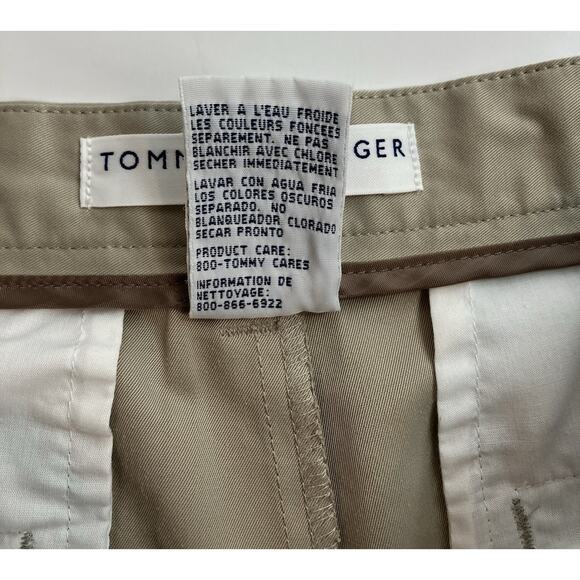 TOMM GER
LAVER A L'EAU FROIDE
LES COULEURS FONCEES
SEPAREMENT. NE PAS
BLANCHIR AVEC CHLORE
SECHER IMMEDIATEMENT
LAVAR CON AGUA FRIA
LOS COLORES OSCUROS
SEPARADO. NO
BLANQUEADOR CLORADO
SECAR PRONTO
PRODUCT CARE:
800-TOMMY CARES
INFORMATION DE
NETTOYAGE:
800-866-6922